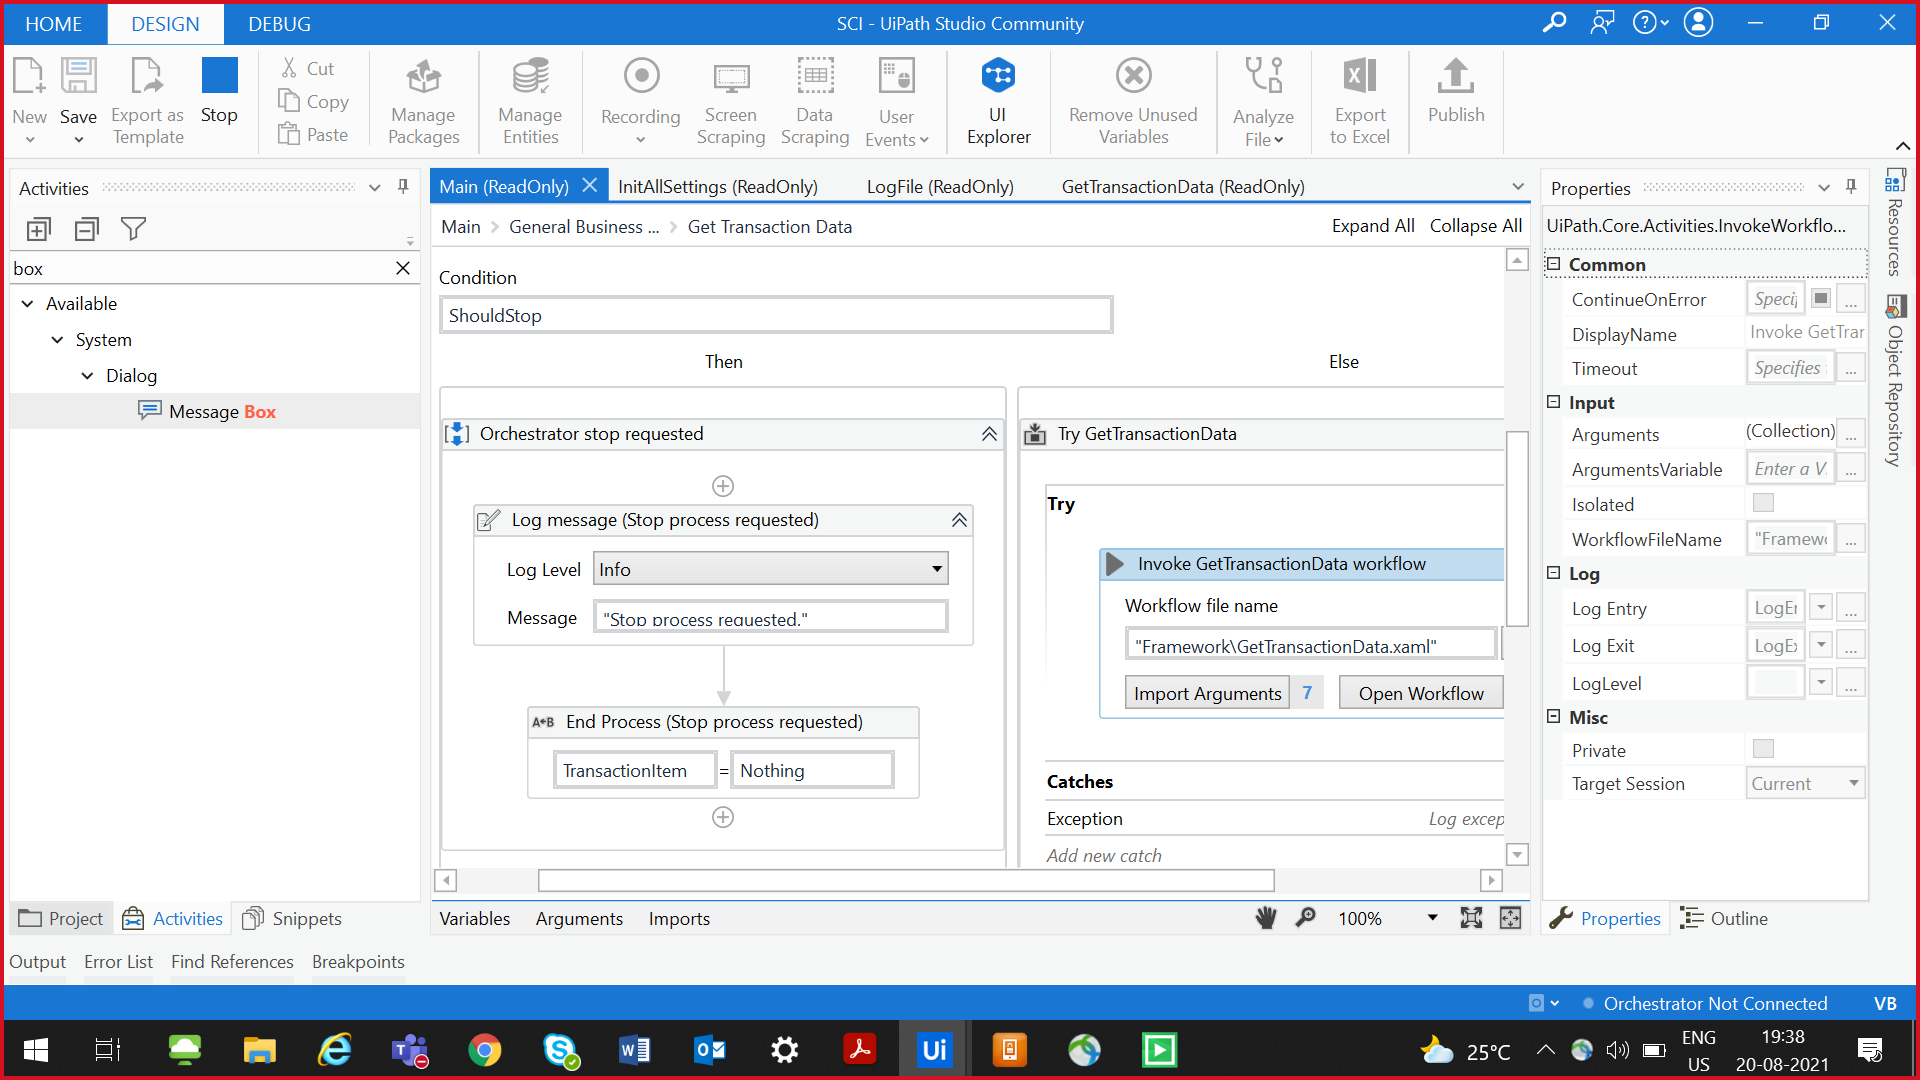 HOME DESIGN DEBUG SCI - UiPath Studio Community
New Save Export as Template Stop Cut Copy Paste Manage Packages Manage Entities Recording Screen Scraping Data Scraping User Events UI Explorer Remove Unused Variables Analyze File Export to Excel Publish
Activities
box
Available
System
Dialog
Message Box
Project Activities Snippets
Main (ReadOnly) InitAllSettings (ReadOnly) LogFile (ReadOnly) GetTransactionData (ReadOnly)
Main General Business ... Get Transaction Data Expand All Collapse All
Condition
ShouldStop
Then Else
Orchestrator stop requested
Log message (Stop process requested)
Log Level Info
Message "Stop process requested."
End Process (Stop process requested)
A B
TransactionItem = Nothing
Try GetTransactionData
Try
Invoke GetTransactionData workflow
Workflow file name
"Framework\GetTransactionData.xaml"
Import Arguments 7 Open Workflow
Catches
Exception Log excep
Add new catch
Variables Arguments Imports 100%
Properties
UiPath.Core.Activities.InvokeWorkflo...
Common
ContinueOnError Specif ...
DisplayName Invoke GetTran
Timeout Specifies ...
Input
Arguments (Collection) ...
ArgumentsVariable Enter a V ...
Isolated
WorkflowFileName "Framewo ...
Log
Log Entry LogEn ...
Log Exit LogEx ...
LogLevel ...
Misc
Private
Target Session Current
Properties Outline
Resources
Object Repository
Output Error List Find References Breakpoints
Orchestrator Not Connected VB
Ui
25°C ENG US 19:38 20-08-2021